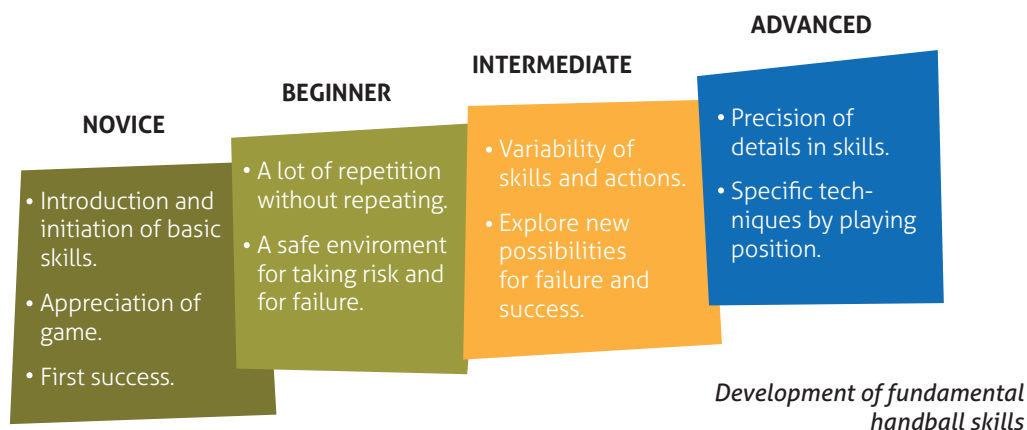 NOVICE
• Introduction and
initiation of basic
skills.
• Appreciation of
game.
• First success.
BEGINNER
• A lot of repetition
without repeating.
• A safe enviroment
for taking risk and
for failure.
INTERMEDIATE
• Variability of
skills and actions.
• Explore new
possibilities
for failure and
success.
ADVANCED
• Precision of
details in skills.
• Specific tech-
niques by playing
position.
Development of fundamental
handball skills